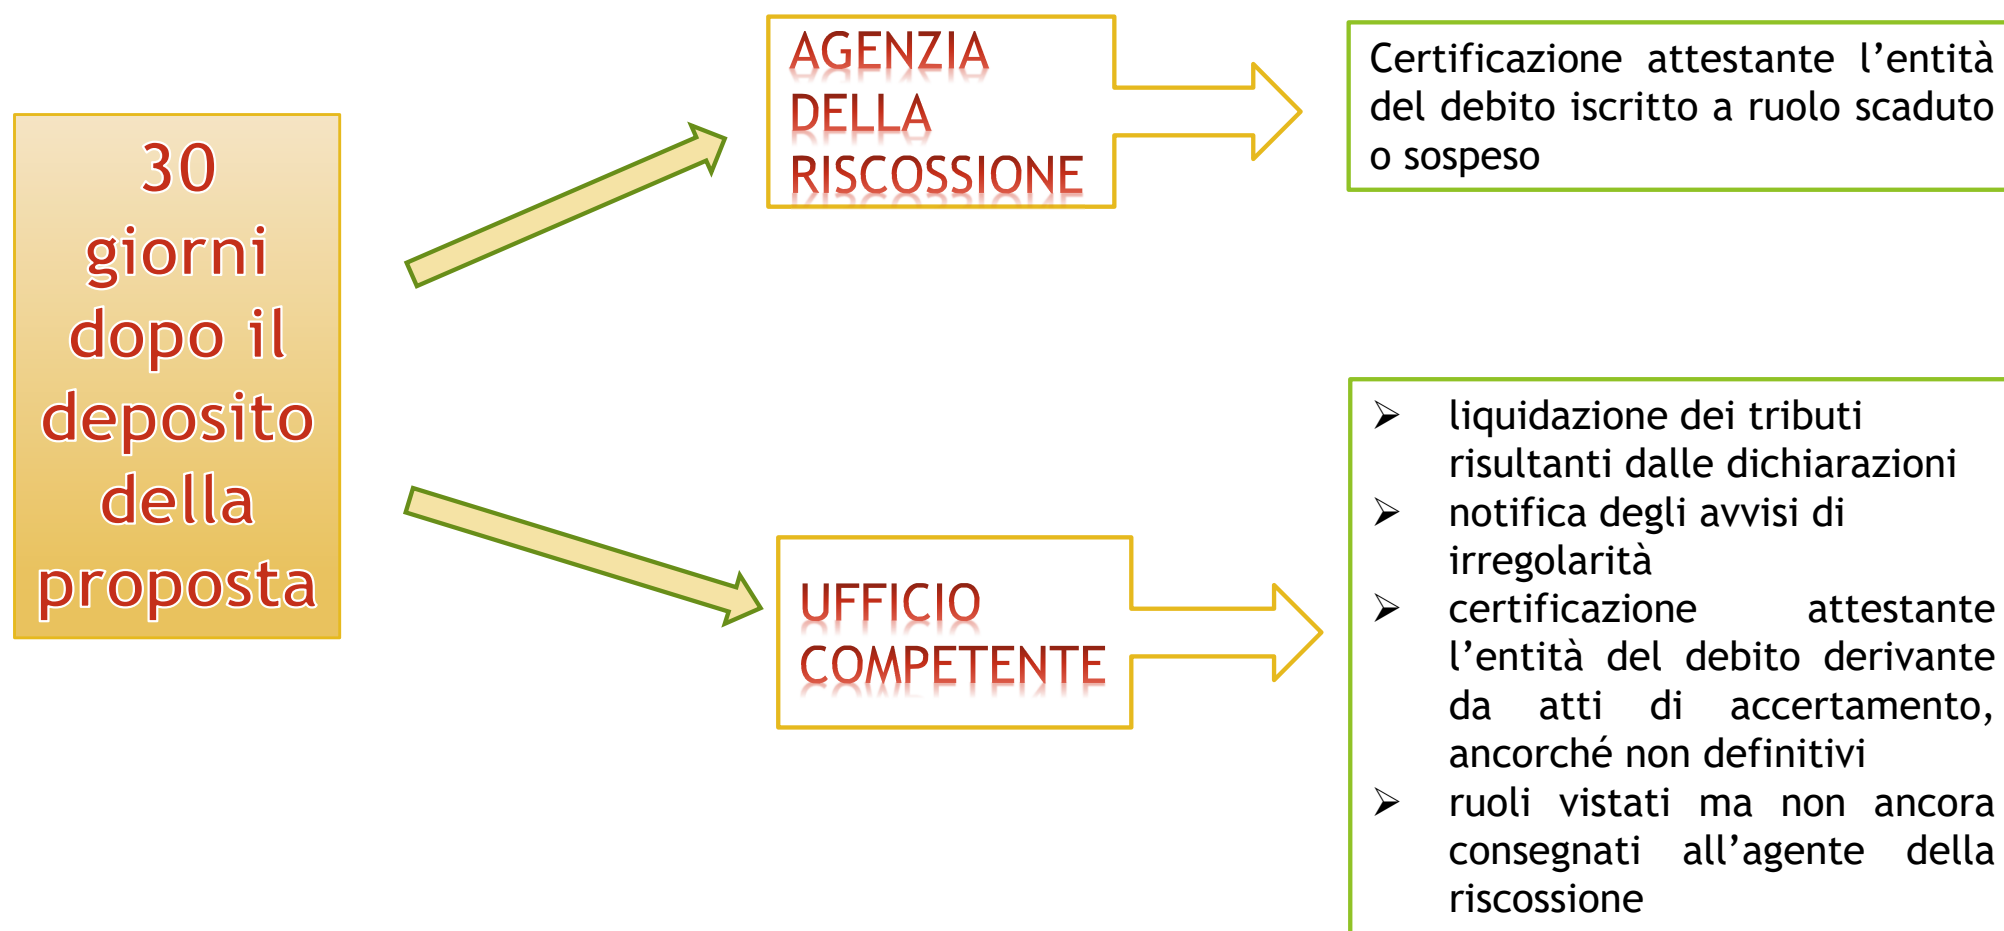 30
giorni
dopo il
deposito
della
proposta
AGENZIA
DELLA
RISCOSSIONE
Certificazione attestante l’entità
del debito iscritto a ruolo scaduto
o sospeso
UFFICIO
COMPETENTE
➢ liquidazione dei tributi
risultanti dalle dichiarazioni
➢ notifica degli avvisi di
irregolarità
➢ certificazione attestante
l’entità del debito derivante
da atti di accertamento,
ancorché non definitivi
➢ ruoli vistati ma non ancora
consegnati all’agente della
riscossione